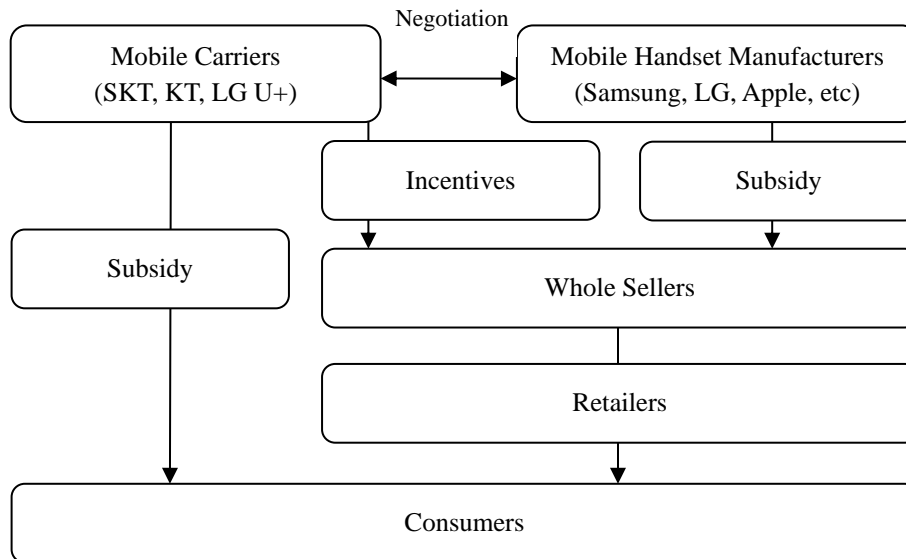 Negotiation
Mobile Carriers
(SKT, KT, LG U+)
Mobile Handset Manufacturers
(Samsung, LG, Apple, etc)
Incentives
Subsidy
Subsidy
Whole Sellers
Retailers
Consumers